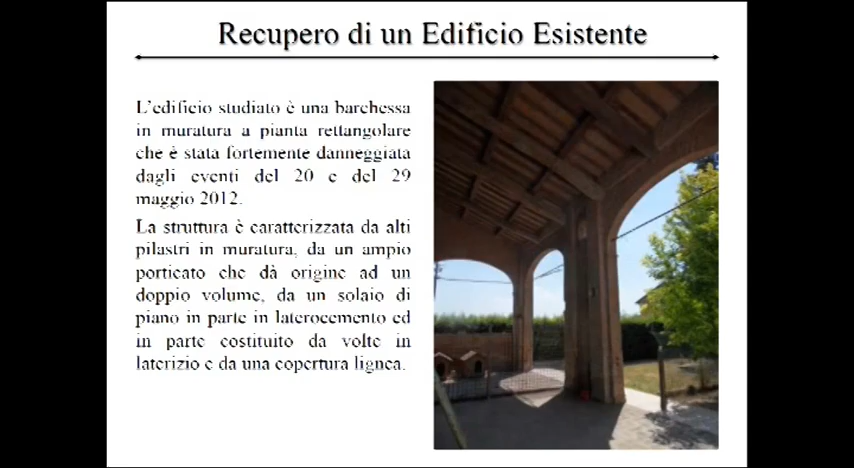 Recupero di un Edificio Esistente
L'edificio studiato è una barchessa
in muratura a pianta rettangolare
che è stata fortemente danneggiata
dagli eventi del 20 e del 29
maggio 2012.
La struttura è caratterizzata da alti
pilastri in muratura, da un ampio
porticato che dà origine ad un
doppio volume, da un solaio di
piano in parte in laterocemento ed
in parte costituito da volte in
laterizio e da una copertura lignea.